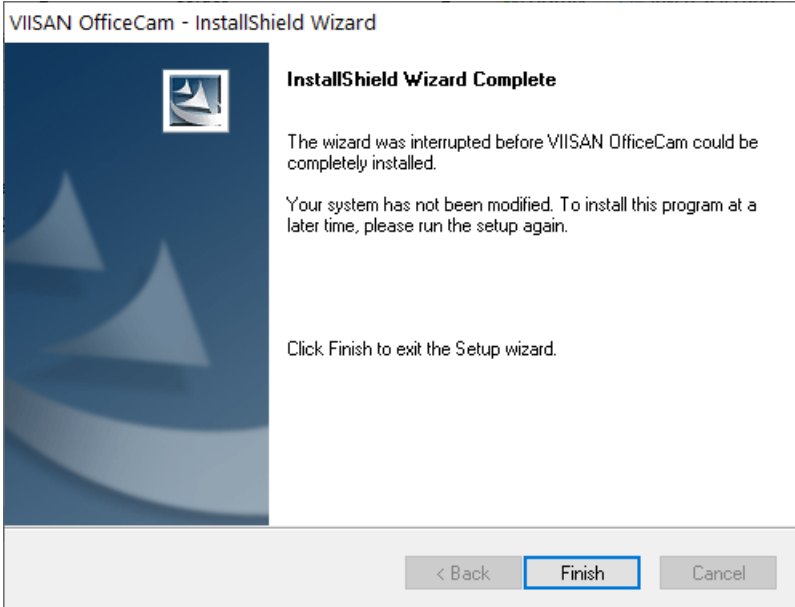 VIISAN OfficeCam - InstallShield Wizard
InstallShield Wizard Complete
The wizard was interrupted before VIISAN OfficeCam could be
completely installed.
Your system has not been modified. To install this program at a
later time, please run the setup again.
Click Finish to exit the Setup wizard.
< Back
Finish
Cancel